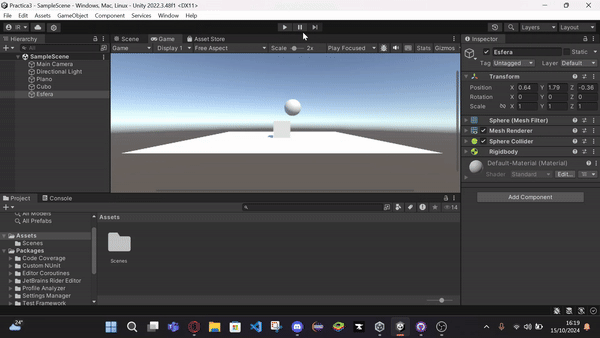 Practica3 - SampleScene - Windows, Mac, Linux - Unity 2022.3.48f1 <DX11>
File Edit Assets GameObject Component Services Window Help
IR
Layers Layout
Hierarchy
All
SampleScene
Main Camera
Directional Light
Plano
Cubo
Esfera
Scene Game Asset Store
Game Display 1 Free Aspect Scale 2x Play Focused Stats Gizmos
Inspector
Esfera Static
Tag Untagged Layer Default
Transform
Position X 0.64 Y 1.79 Z -0.36
Rotation X 0 Y 0 Z 0
Scale X 1 Y 1 Z 1
Sphere (Mesh Filter)
Mesh Renderer
Sphere Collider
Rigidbody
Default-Material (Material)
Shader Standard Edit...
Add Component
Project Console
14
All Models
All Prefabs
Assets
Scenes
Packages
Code Coverage
Custom NUnit
Editor Coroutines
JetBrains Rider Editor
Profile Analyzer
Settings Manager
Test Framework
Assets
Scenes
24°
16:19
15/10/2024